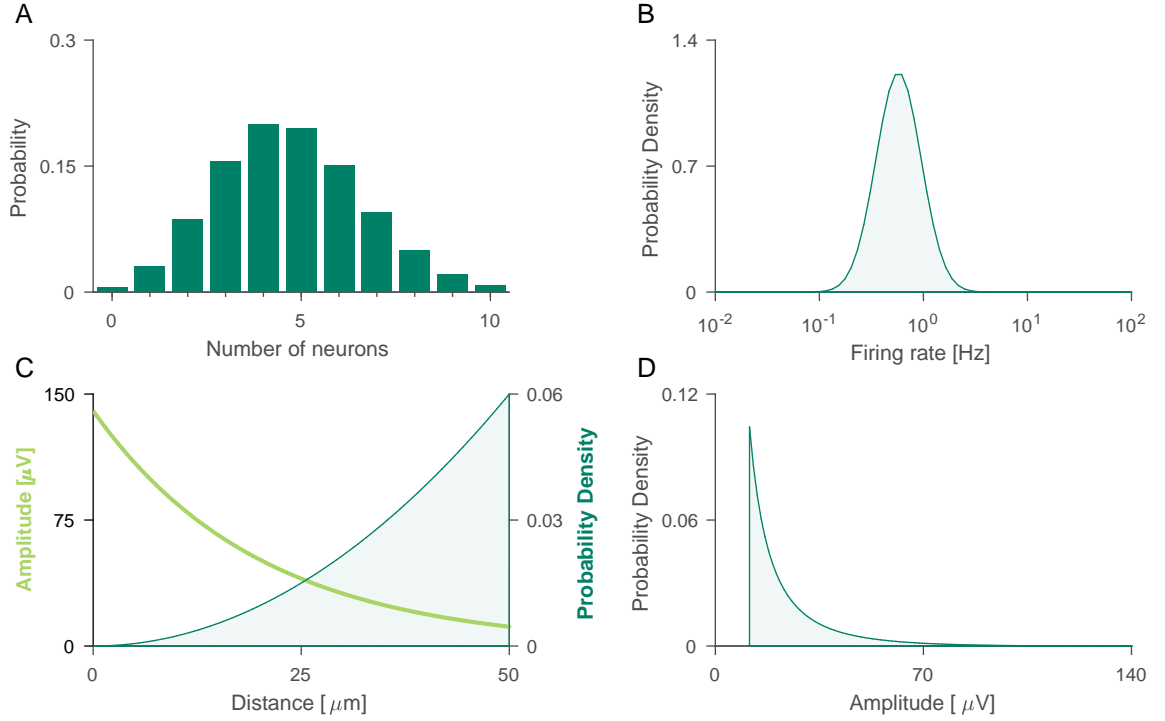 A
0.3
0.15
0
Probability
0 5 10
Number of neurons
B
1.4
0.7
0
Probability Density
10^-2 10^-1 10^0 10^1 10^2
Firing rate [Hz]
C
150
75
0
Amplitude [μV]
0.06
0.03
0
Probability Density
0 25 50
Distance [ μm]
D
0.12
0.06
0
Probability Density
0 70 140
Amplitude [ μV]